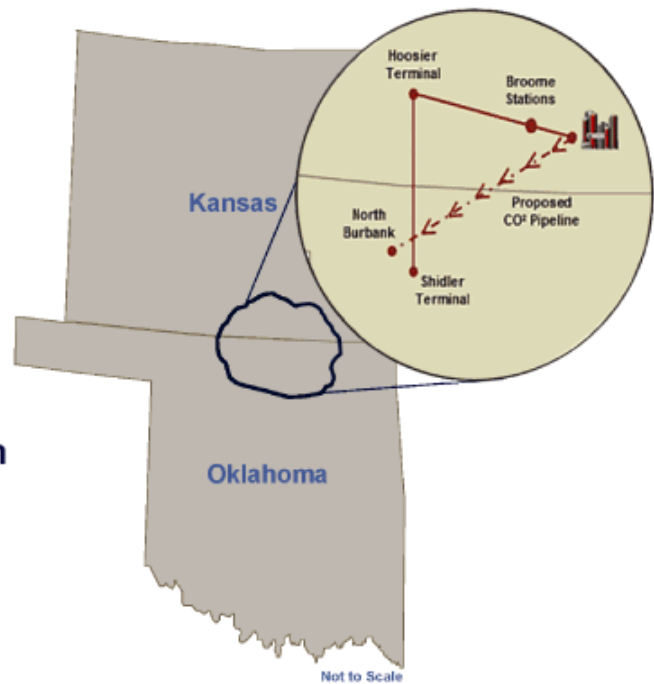 Hoosier
Terminal
Broome
Stations
Kansas
North
Burbank
Proposed
CO² Pipeline
Shidler
Terminal
n
Oklahoma
Not to Scale